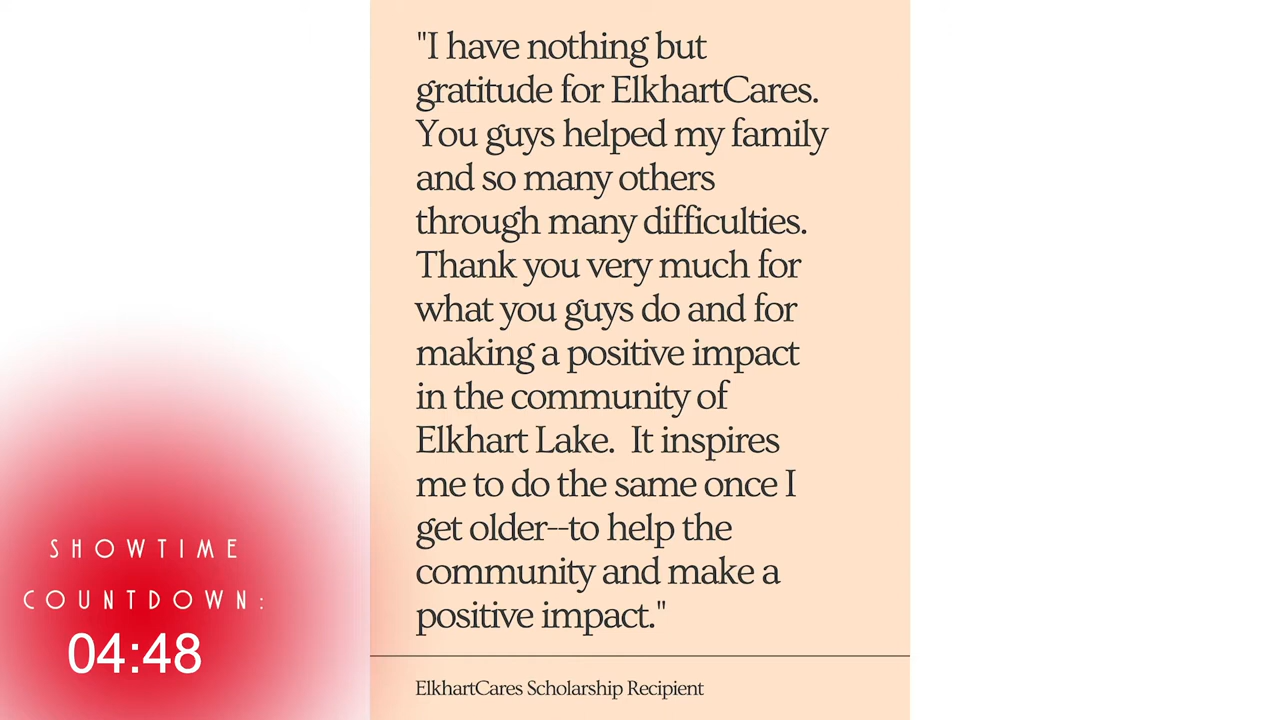 "I have nothing but
gratitude for ElkhartCares.
You guys helped my family
and so many others
through many difficulties.
Thank you very much for
what you guys do and for
making a positive impact
in the community of
Elkhart Lake.  It inspires
me to do the same once I
get older--to help the
community and make a
positive impact."
ElkhartCares Scholarship Recipient
SHOWTIME
COUNTDOWN:
04:48